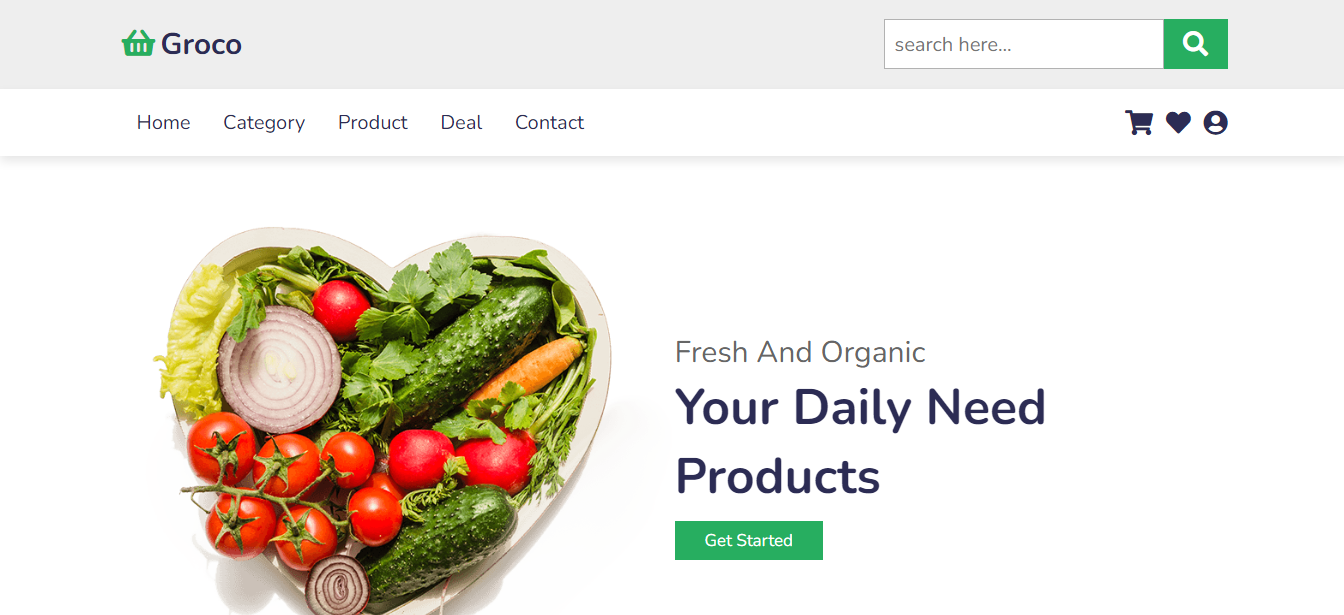 Groco
search here...
Home Category Product Deal Contact
Fresh And Organic
Your Daily Need
Products
Get Started